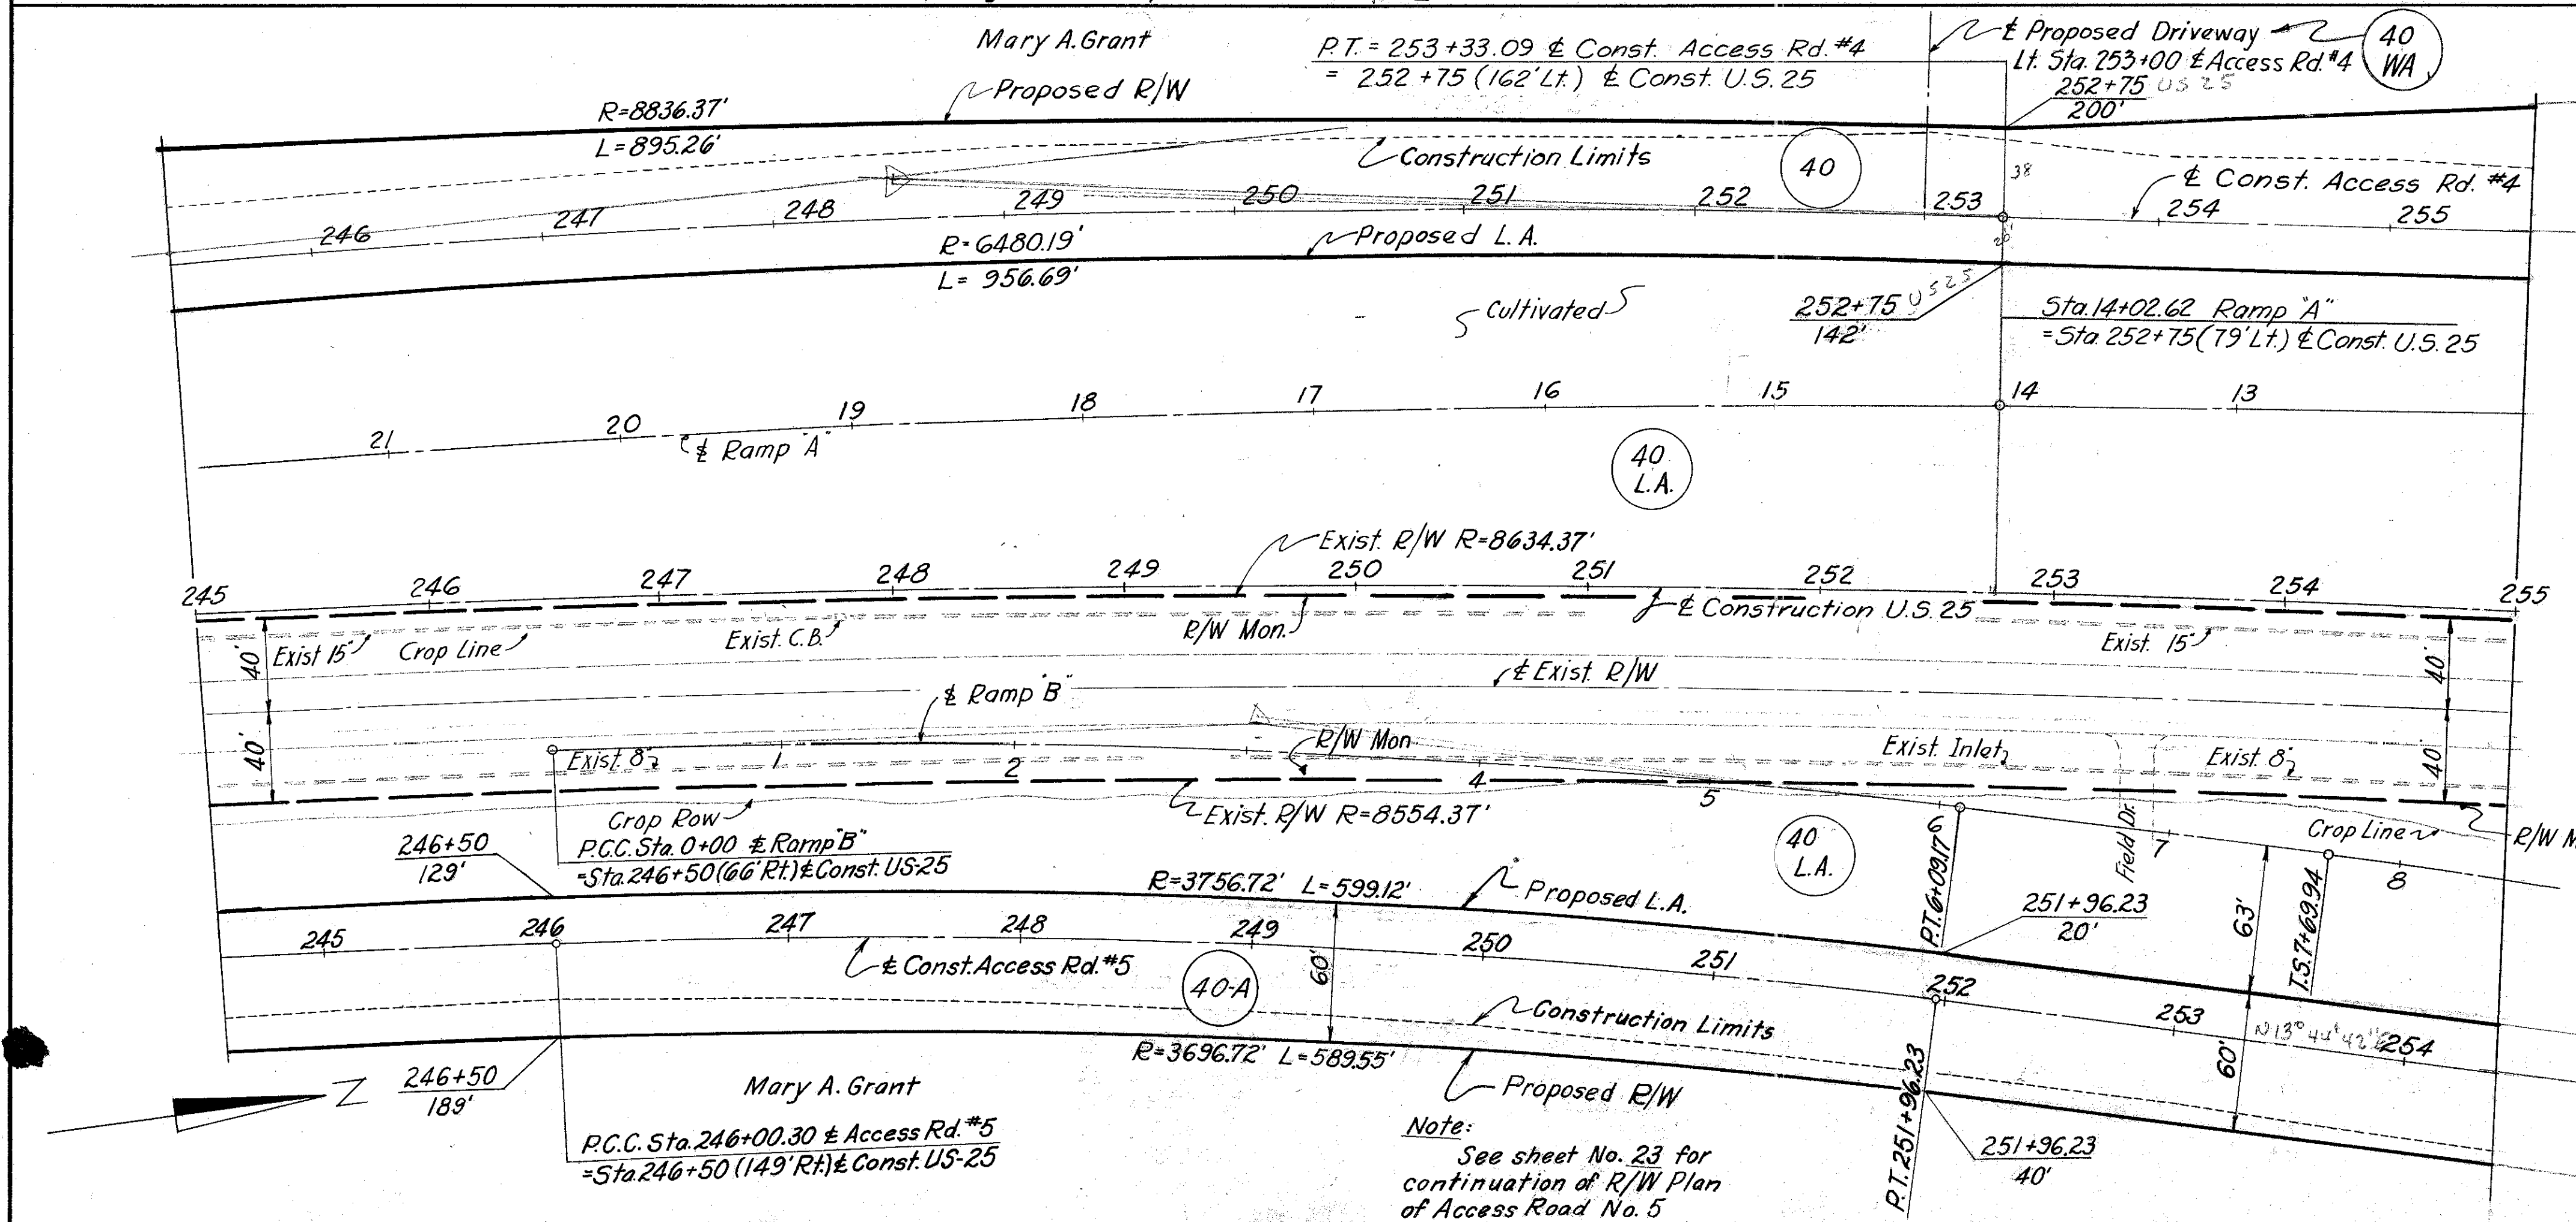 Mary A. Grant
P.T. = 253+33.09 ℄ Const. Access Rd. #4
= 252+75 (162' Lt.) ℄ Const. U.S. 25
℄ Proposed Driveway
Lt. Sta. 253+00 ℄ Access Rd. #4
40
WA
252+75 US 25
200'
Proposed R/W
R=8836.37'
L=895.26'
Construction Limits
40
38
℄ Const. Access Rd. #4
246 247 248 249 250 251 252 253 254 255
R=6480.19'
L= 956.69'
Proposed L.A.
20'
Cultivated
252+75 US 25
142'
Sta. 14+02.62 Ramp "A"
=Sta. 252+75 (79' Lt.) ℄ Const. U.S. 25
21 20 19 18 17 16 15 14 13
℄ Ramp "A"
40
L.A.
Exist. R/W R=8634.37'
245 246 247 248 249 250 251 252 253 254 255
℄ Construction U.S. 25
Exist 15"
Crop Line
Exist. C.B.
R/W Mon.
Exist. 15"
40'
40'
℄ Exist. R/W
℄ Ramp "B"
40'
40'
R/W Mon
Exist. 8"
Exist. Inlet
Exist. 8"
1 2 4 5 6 7 8
Crop Row
Exist. R/W R=8554.37'
Field Dr.
Crop Line
R/W M
246+50
129'
P.C.C. Sta. 0+00 ℄ Ramp "B"
=Sta. 246+50 (66' Rt.) ℄ Const. US-25
40
L.A.
P.T. 6+09.17
T.S. 7+69.94
R=3756.72' L=599.12'
Proposed L.A.
251+96.23
20'
63'
245 246 247 248 249 250 251 252 253 254
℄ Const. Access Rd. #5
40-A
60'
Construction Limits
N13° 44' 42" E
60'
R=3696.72' L=589.55'
Proposed R/W
P.T. 251+96.23
251+96.23
40'
Z
246+50
189'
Mary A. Grant
P.C.C. Sta. 246+00.30 ℄ Access Rd. #5
=Sta. 246+50 (149' Rt.) ℄ Const. US-25
Note:
See sheet No. 23 for
continuation of R/W Plan
of Access Road No. 5